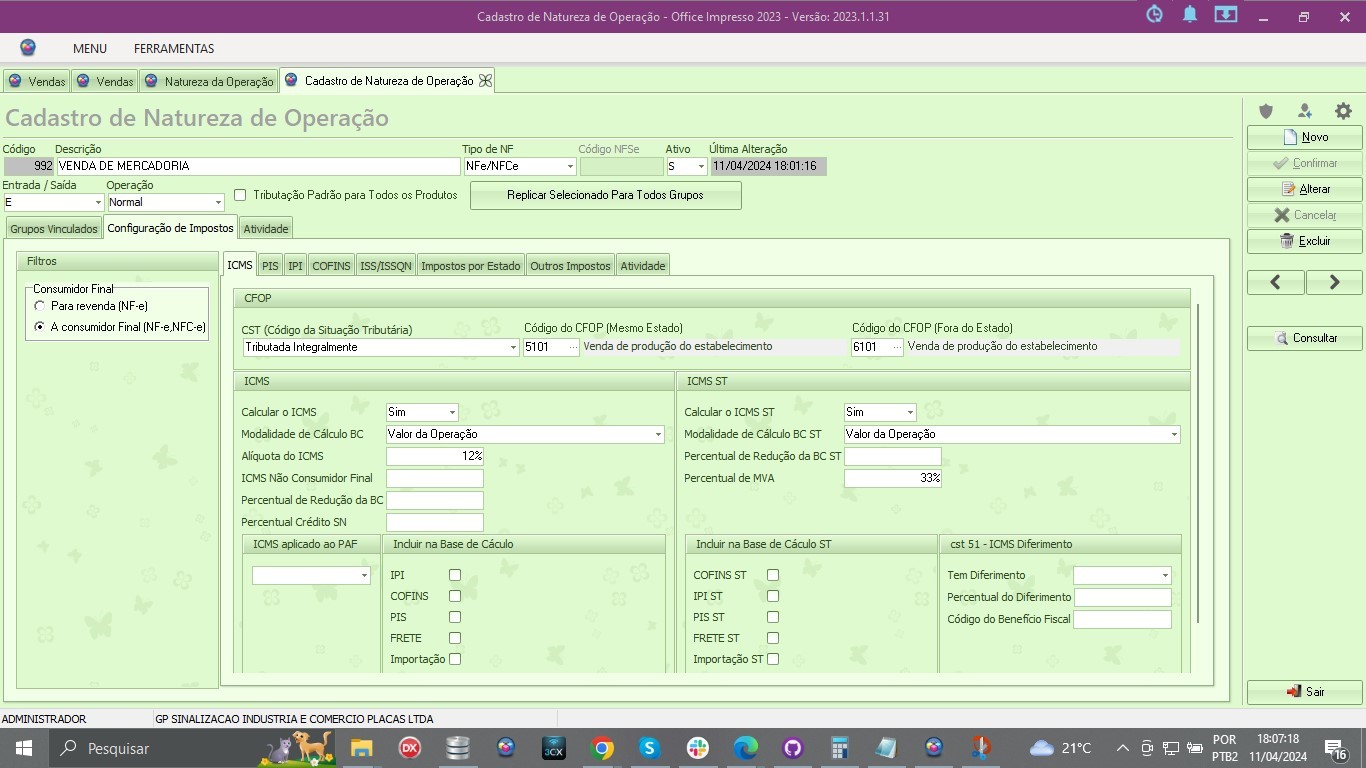 Cadastro de Natureza de Operação - Office Impresso 2023 - Versão: 2023.1.1.31
MENU FERRAMENTAS
Vendas Vendas Natureza da Operação Cadastro de Natureza de Operação
Cadastro de Natureza de Operação
Código Descrição Tipo de NF Código NFSe Ativo Última Alteração
992 VENDA DE MERCADORIA NFe/NFCe S 11/04/2024 18:01:16
Entrada / Saída Operação
E Normal Tributação Padrão para Todos os Produtos Replicar Selecionado Para Todos Grupos
Grupos Vinculados Configuração de Impostos Atividade
Filtros
Consumidor Final
Para revenda (NF-e)
A consumidor Final (NF-e,NFC-e)
ICMS PIS IPI COFINS ISS/ISSQN Impostos por Estado Outros Impostos Atividade
CFOP
CST (Código da Situação Tributária) Código do CFOP (Mesmo Estado) Código do CFOP (Fora do Estado)
Tributada Integralmente 5101 ... Venda de produção do estabelecimento 6101 ... Venda de produção do estabelecimento
ICMS
Calcular o ICMS Sim
Modalidade de Cálculo BC Valor da Operação
Alíquota do ICMS 12%
ICMS Não Consumidor Final
Percentual de Redução da BC
Percentual Crédito SN
ICMS ST
Calcular o ICMS ST Sim
Modalidade de Cálculo BC ST Valor da Operação
Percentual de Redução da BC ST
Percentual de MVA 33%
ICMS aplicado ao PAF
Incluir na Base de Cáculo
IPI
COFINS
PIS
FRETE
Importação
Incluir na Base de Cáculo ST
COFINS ST
IPI ST
PIS ST
FRETE ST
Importação ST
cst 51 - ICMS Diferimento
Tem Diferimento
Percentual do Diferimento
Código do Benefício Fiscal
Novo
Confirmar
Alterar
Cancelar
Excluir
Consultar
Sair
ADMINISTRADOR GP SINALIZACAO INDUSTRIA E COMERCIO PLACAS LTDA
Pesquisar
DX
3CX
S
21°C
POR
PTB2
18:07:18
11/04/2024
16